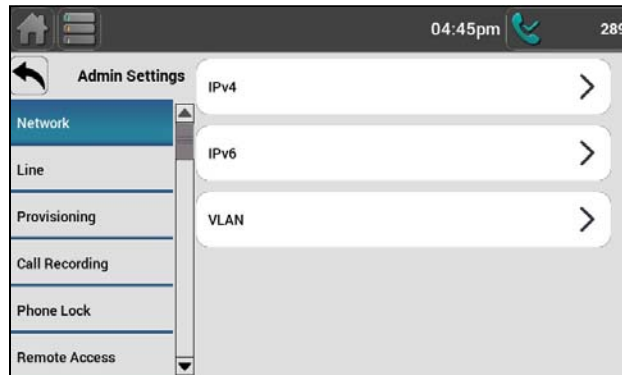 04:45pm
289
Admin Settings
Network
Line
Provisioning
Call Recording
Phone Lock
Remote Access
IPv4
IPv6
VLAN